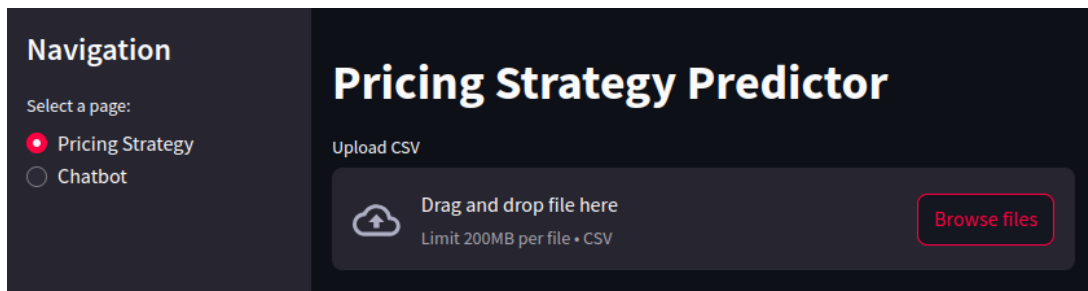 Navigation
Select a page:
Pricing Strategy
Chatbot
Pricing Strategy Predictor
Upload CSV
Drag and drop file here
Limit 200MB per file • CSV
Browse files